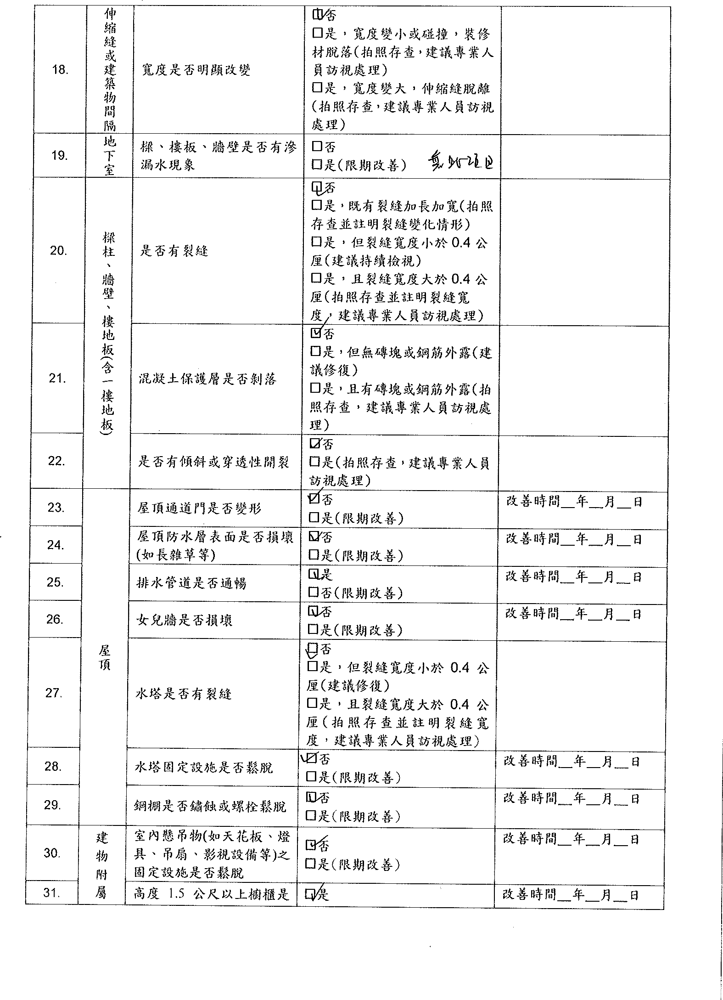 18.
伸縮縫或建築物間隔
寬度是否明顯改變
☑否
□是，寬度變小或碰撞，裝修
材脫落(拍照存查，建議專業人
員訪視處理)
□是，寬度變大，伸縮縫脫離
(拍照存查，建議專業人員訪視
處理)
19.
地下室
樑、樓板、牆壁是否有滲
漏水現象
□否
□是(限期改善) 無此項目
20.
樑柱、牆壁、樓地板(含一樓地板)
是否有裂縫
☑否
□是，既有裂縫加長加寬(拍照
存查並註明裂縫變化情形)
□是，但裂縫寬度小於 0.4 公
厘(建議持續檢視)
□是，且裂縫寬度大於 0.4 公
厘(拍照存查並註明裂縫寬
度，建議專業人員訪視處理)
21.
混凝土保護層是否剝落
☑否
□是，但無磚塊或鋼筋外露(建
議修復)
□是，且有磚塊或鋼筋外露(拍
照存查，建議專業人員訪視處
理)
22.
是否有傾斜或穿透性開裂
☑否
□是(拍照存查，建議專業人員
訪視處理)
23.
屋頂
屋頂通道門是否變形
☑否
□是(限期改善)
改善時間__年__月__日
24.
屋頂防水層表面是否損壞
(如長雜草等)
☑否
□是(限期改善)
改善時間__年__月__日
25.
排水管道是否通暢
☑是
□否(限期改善)
改善時間__年__月__日
26.
女兒牆是否損壞
☑否
□是(限期改善)
改善時間__年__月__日
27.
水塔是否有裂縫
☑否
□是，但裂縫寬度小於 0.4 公
厘(建議修復)
□是，且裂縫寬度大於 0.4 公
厘(拍照存查並註明裂縫寬
度，建議專業人員訪視處理)
28.
水塔固定設施是否鬆脫
☑否
□是(限期改善)
改善時間__年__月__日
29.
鋼棚是否鏽蝕或螺栓鬆脫
☑否
□是(限期改善)
改善時間__年__月__日
30.
建物附屬
室內懸吊物(如天花板、燈
具、吊扇、影視設備等)之
固定設施是否鬆脫
☑否
□是(限期改善)
改善時間__年__月__日
31.
高度 1.5 公尺以上櫥櫃是
☑是
改善時間__年__月__日